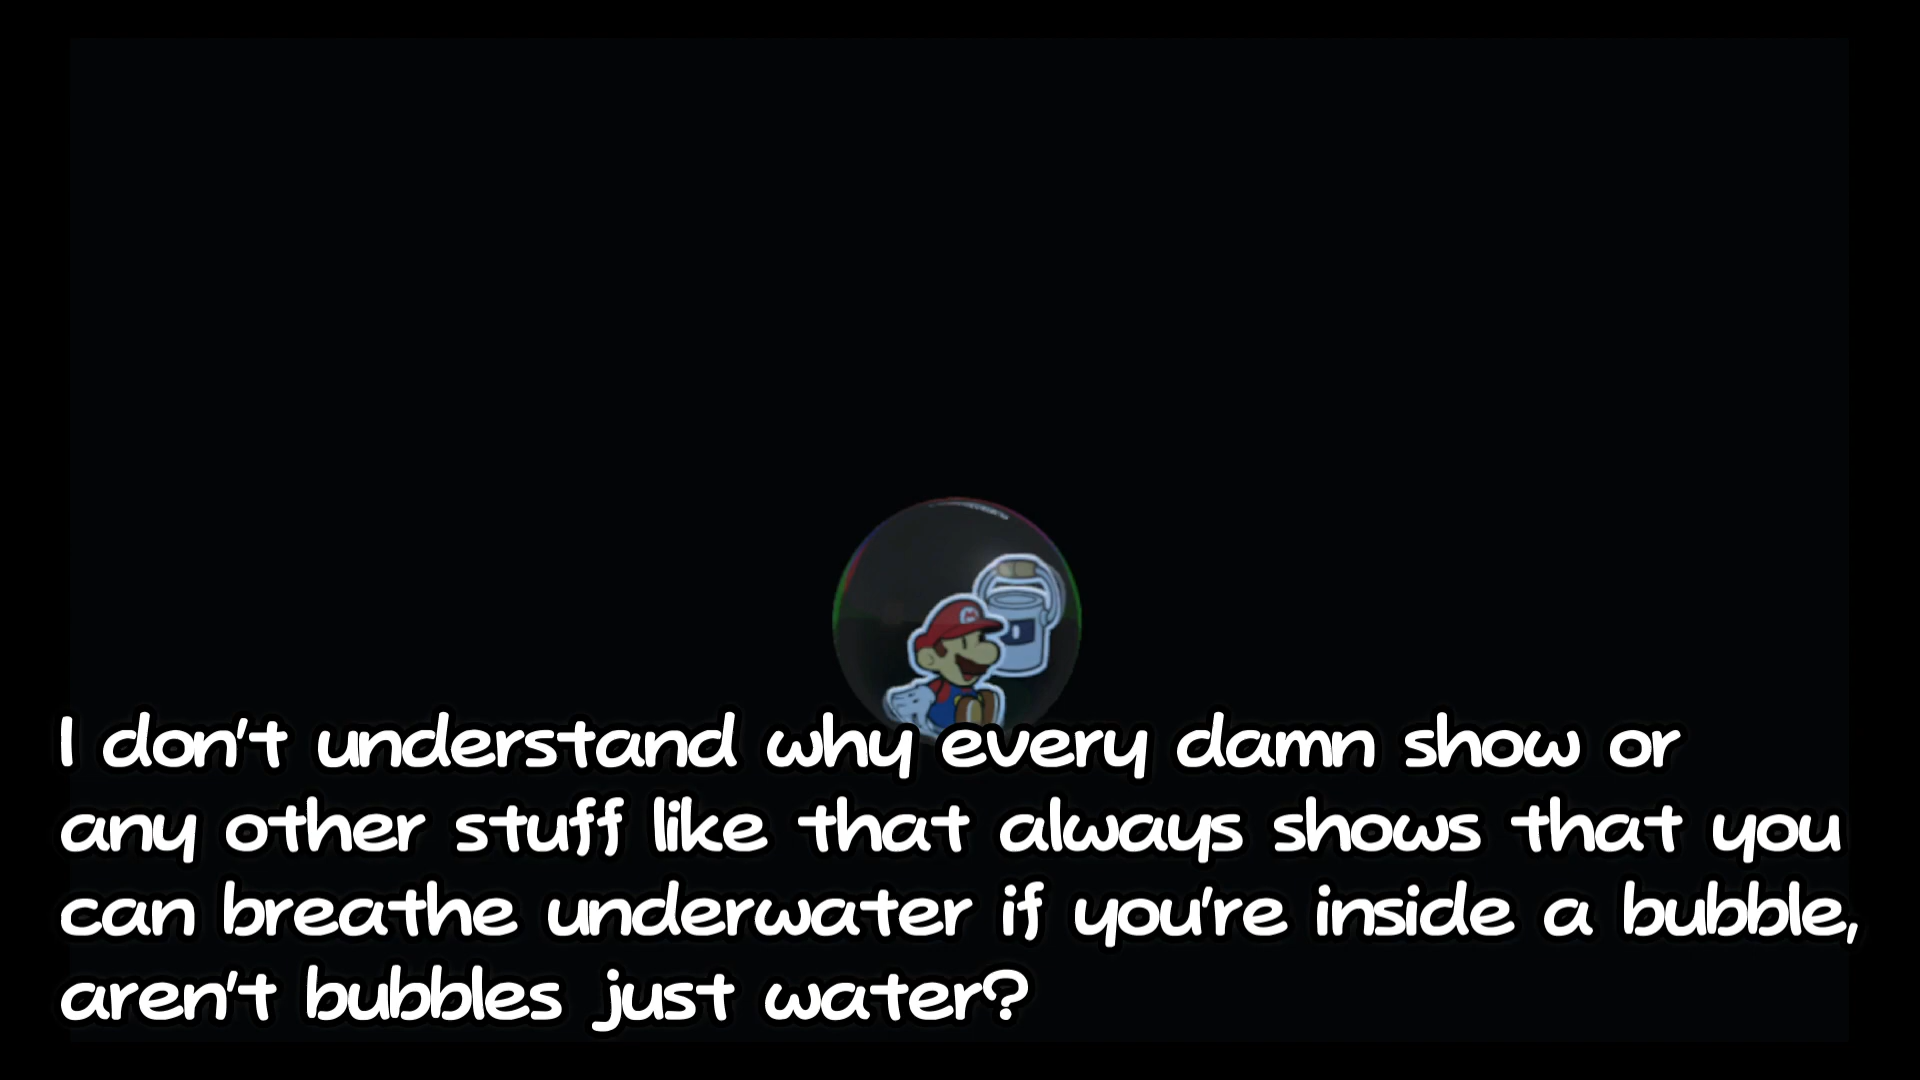 I don't understand why every damn show or
any other stuff like that always shows that you
can breathe underwater if you're inside a bubble,
aren't bubbles just water?